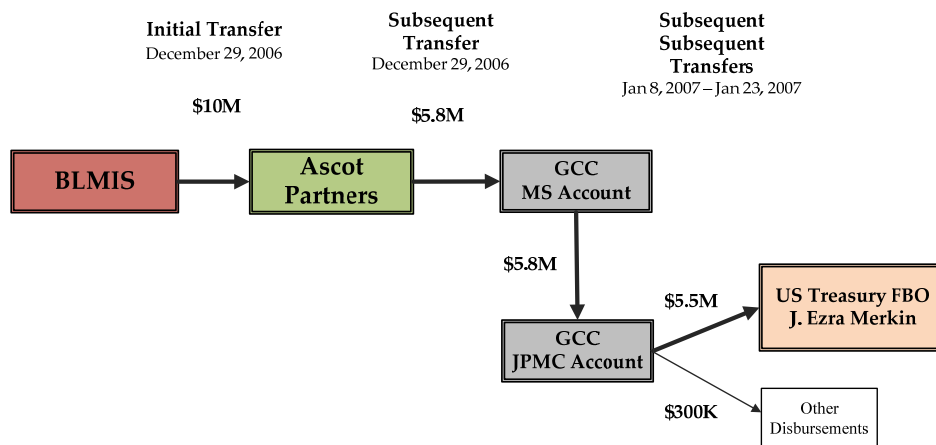 Initial Transfer
December 29, 2006
Subsequent
Transfer
December 29, 2006
Subsequent
Subsequent
Transfers
Jan 8, 2007 – Jan 23, 2007
$10M
$5.8M
BLMIS
Ascot
Partners
GCC
MS Account
$5.8M
$5.5M
US Treasury FBO
J. Ezra Merkin
GCC
JPMC Account
$300K
Other
Disbursements